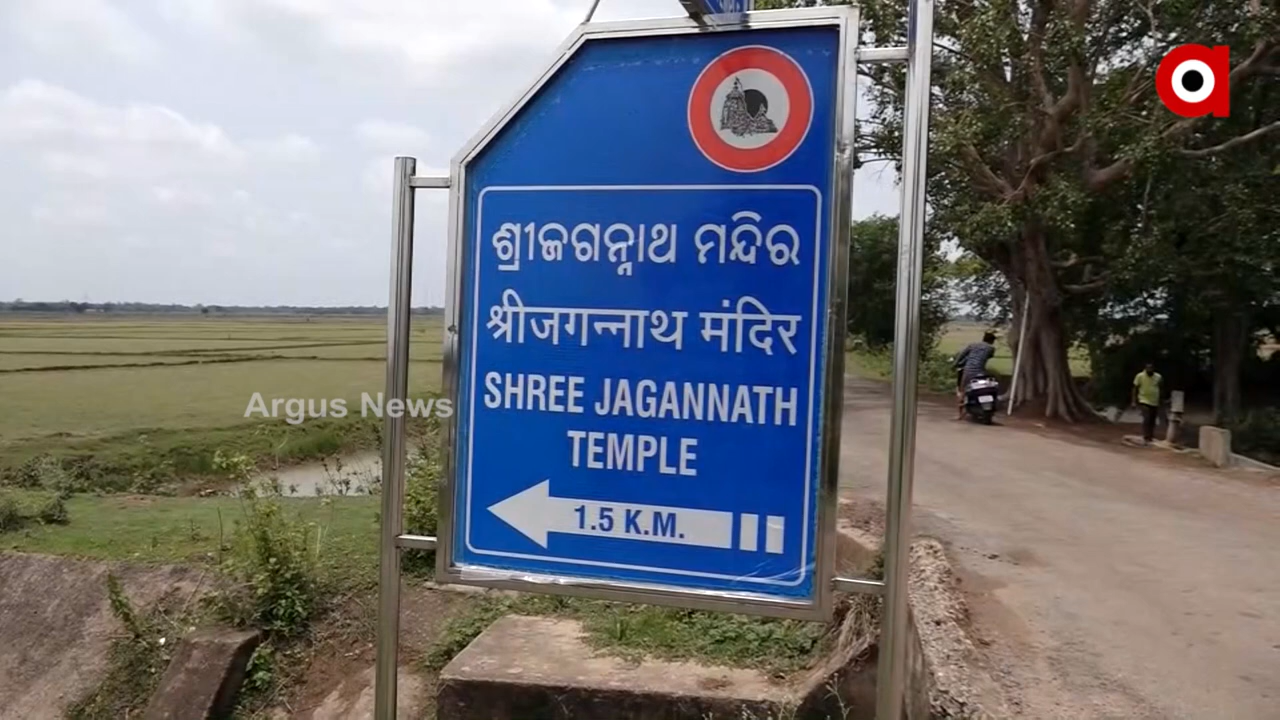 ଶ୍ରୀଜଗନ୍ନାଥ ମନ୍ଦିର
श्रीजगन्नाथ मंदिर
SHREE JAGANNATH
TEMPLE
1.5 K.M.
Argus News